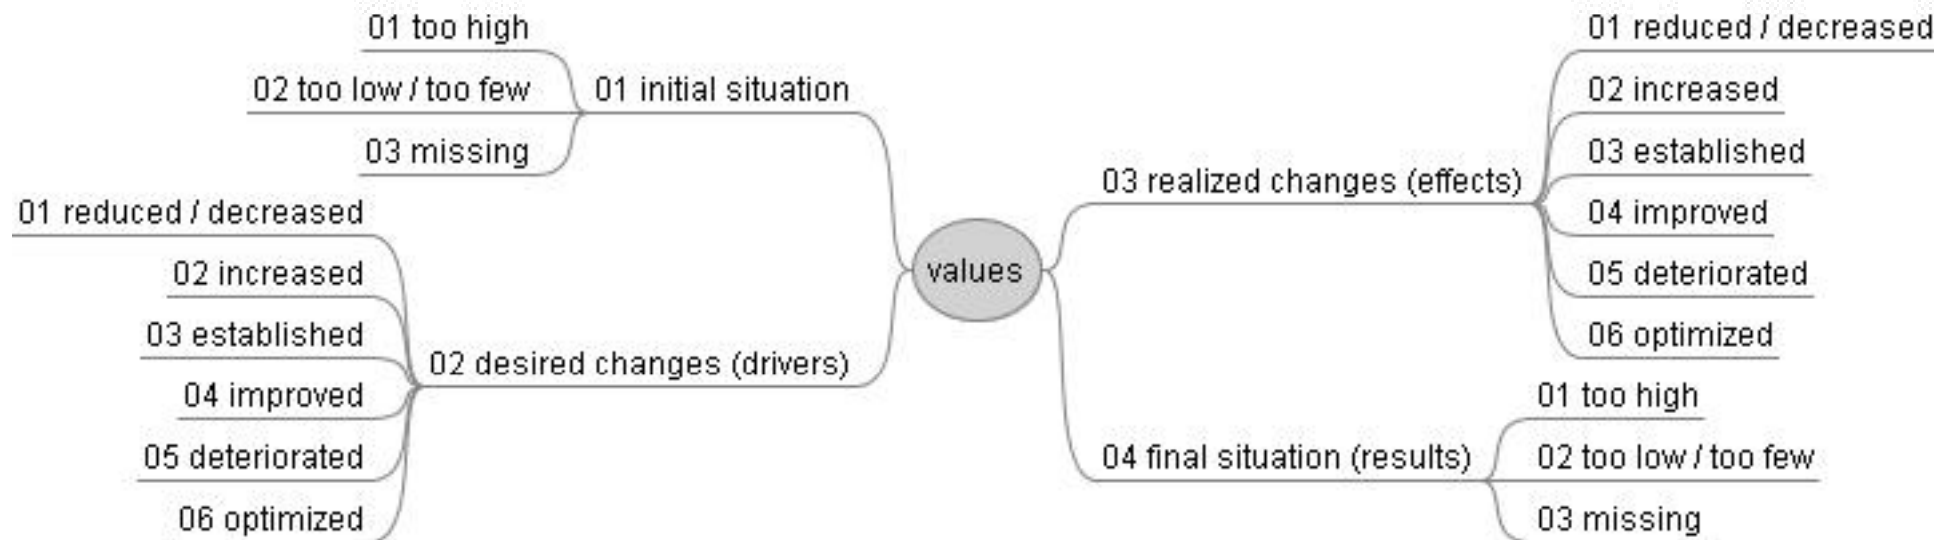 01 too high
02 too low / too few
03 missing
01 initial situation
01 reduced / decreased
02 increased
03 established
04 improved
05 deteriorated
06 optimized
02 desired changes (drivers)
values
03 realized changes (effects)
01 reduced / decreased
02 increased
03 established
04 improved
05 deteriorated
06 optimized
04 final situation (results)
01 too high
02 too low / too few
03 missing